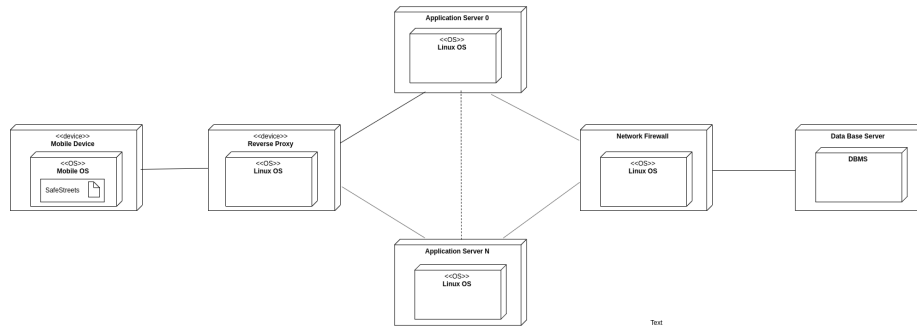 Application Server 0
<<OS>>
Linux OS
<<device>>
Mobile Device
<<OS>>
Mobile OS
SafeStreets
<<device>>
Reverse Proxy
<<OS>>
Linux OS
Network Firewall
<<OS>>
Linux OS
Data Base Server
DBMS
Application Server N
<<OS>>
Linux OS
Text